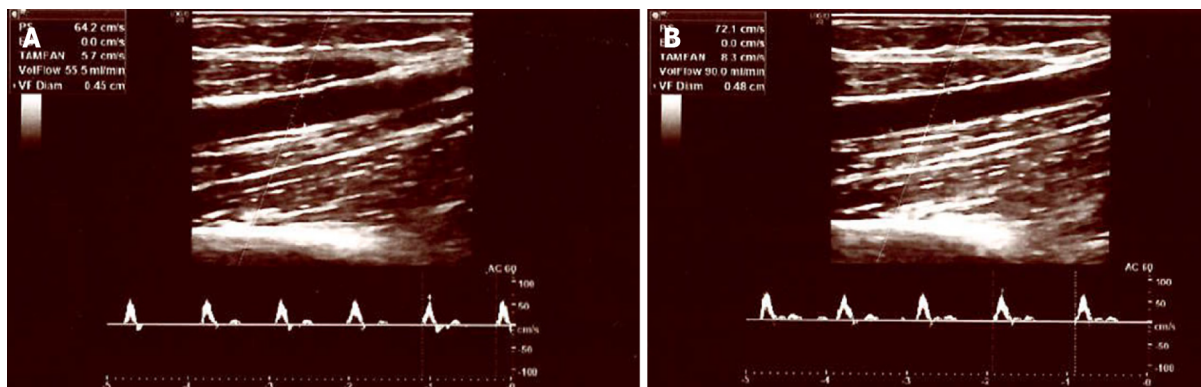 A
PS 64.2 cm/s
0.0 cm/s
TAMEAN 5.7 cm/s
VolFlow 55.5 ml/min
VF Diam 0.45 cm
AC 60
100
50
cm/s
-50
-100
B
PS 72.1 cm/s
0.0 cm/s
TAMEAN 8.3 cm/s
VolFlow 90.0 ml/min
VF Diam 0.48 cm
AC 60
100
50
cm/s
-50
-100